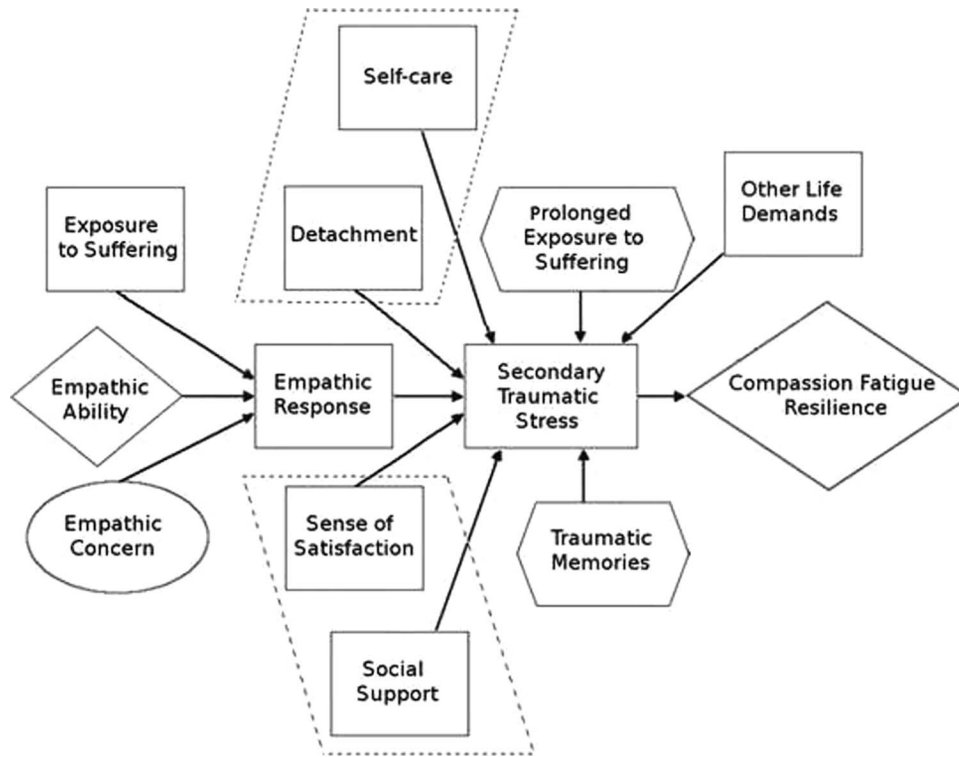 Self-care
Exposure
to Suffering
Detachment
Prolonged
Exposure to
Suffering
Other Life
Demands
Empathic
Ability
Empathic
Response
Secondary
Traumatic
Stress
Compassion Fatigue
Resilience
Empathic
Concern
Sense of
Satisfaction
Traumatic
Memories
Social
Support